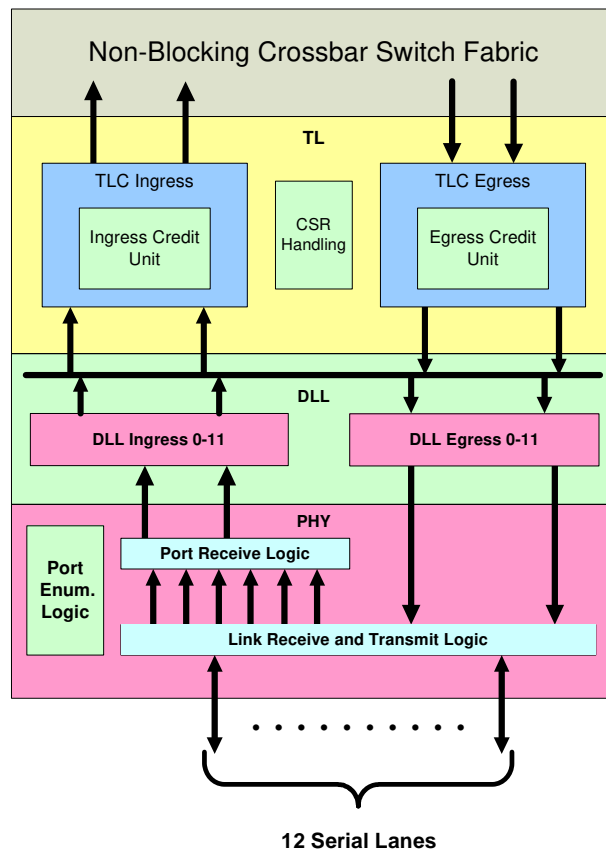 Non-Blocking Crossbar Switch Fabric
TL
TLC Ingress
Ingress Credit
Unit
CSR
Handling
TLC Egress
Egress Credit
Unit
DLL
DLL Ingress 0-11
DLL Egress 0-11
PHY
Port Receive Logic
Port
Enum.
Logic
Link Receive and Transmit Logic
12 Serial Lanes